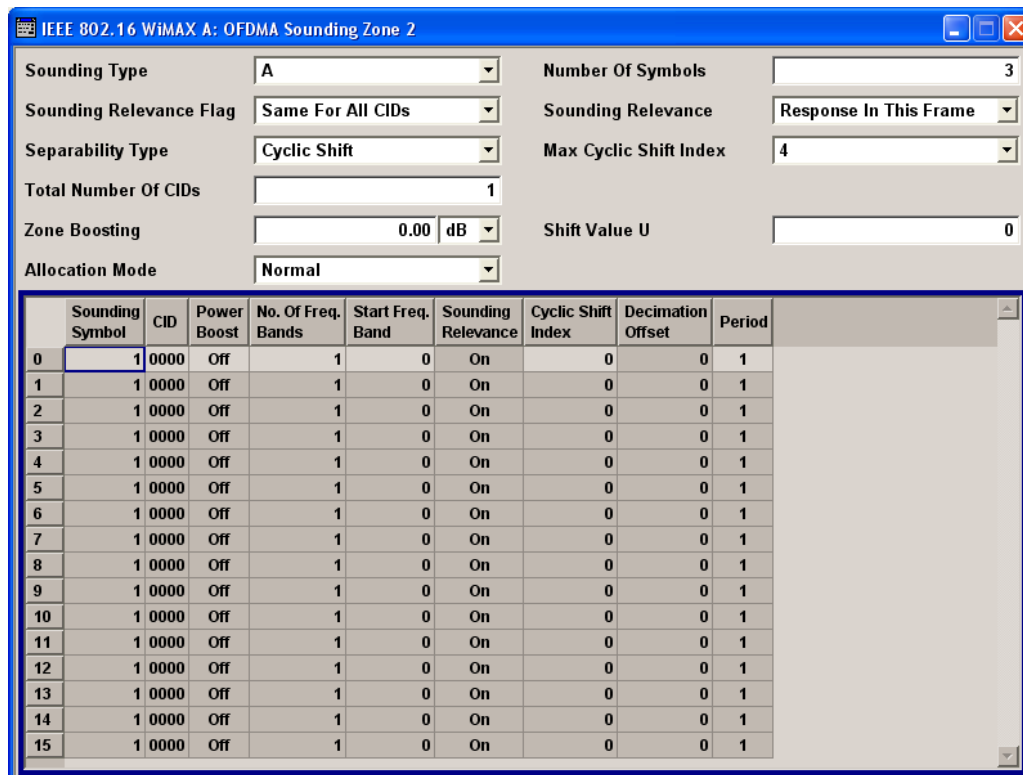 IEEE 802.16 WiMAX A: OFDMA Sounding Zone 2
Sounding Type A Number Of Symbols 3
Sounding Relevance Flag Same For All CIDs Sounding Relevance Response In This Frame
Separability Type Cyclic Shift Max Cyclic Shift Index 4
Total Number Of CIDs 1
Zone Boosting 0.00 dB Shift Value U 0
Allocation Mode Normal
Sounding Symbol CID Power Boost No. Of Freq. Bands Start Freq. Band Sounding Relevance Cyclic Shift Index Decimation Offset Period
0 1 0000 Off 1 0 On 0 0 1
1 1 0000 Off 1 0 On 0 0 1
2 1 0000 Off 1 0 On 0 0 1
3 1 0000 Off 1 0 On 0 0 1
4 1 0000 Off 1 0 On 0 0 1
5 1 0000 Off 1 0 On 0 0 1
6 1 0000 Off 1 0 On 0 0 1
7 1 0000 Off 1 0 On 0 0 1
8 1 0000 Off 1 0 On 0 0 1
9 1 0000 Off 1 0 On 0 0 1
10 1 0000 Off 1 0 On 0 0 1
11 1 0000 Off 1 0 On 0 0 1
12 1 0000 Off 1 0 On 0 0 1
13 1 0000 Off 1 0 On 0 0 1
14 1 0000 Off 1 0 On 0 0 1
15 1 0000 Off 1 0 On 0 0 1